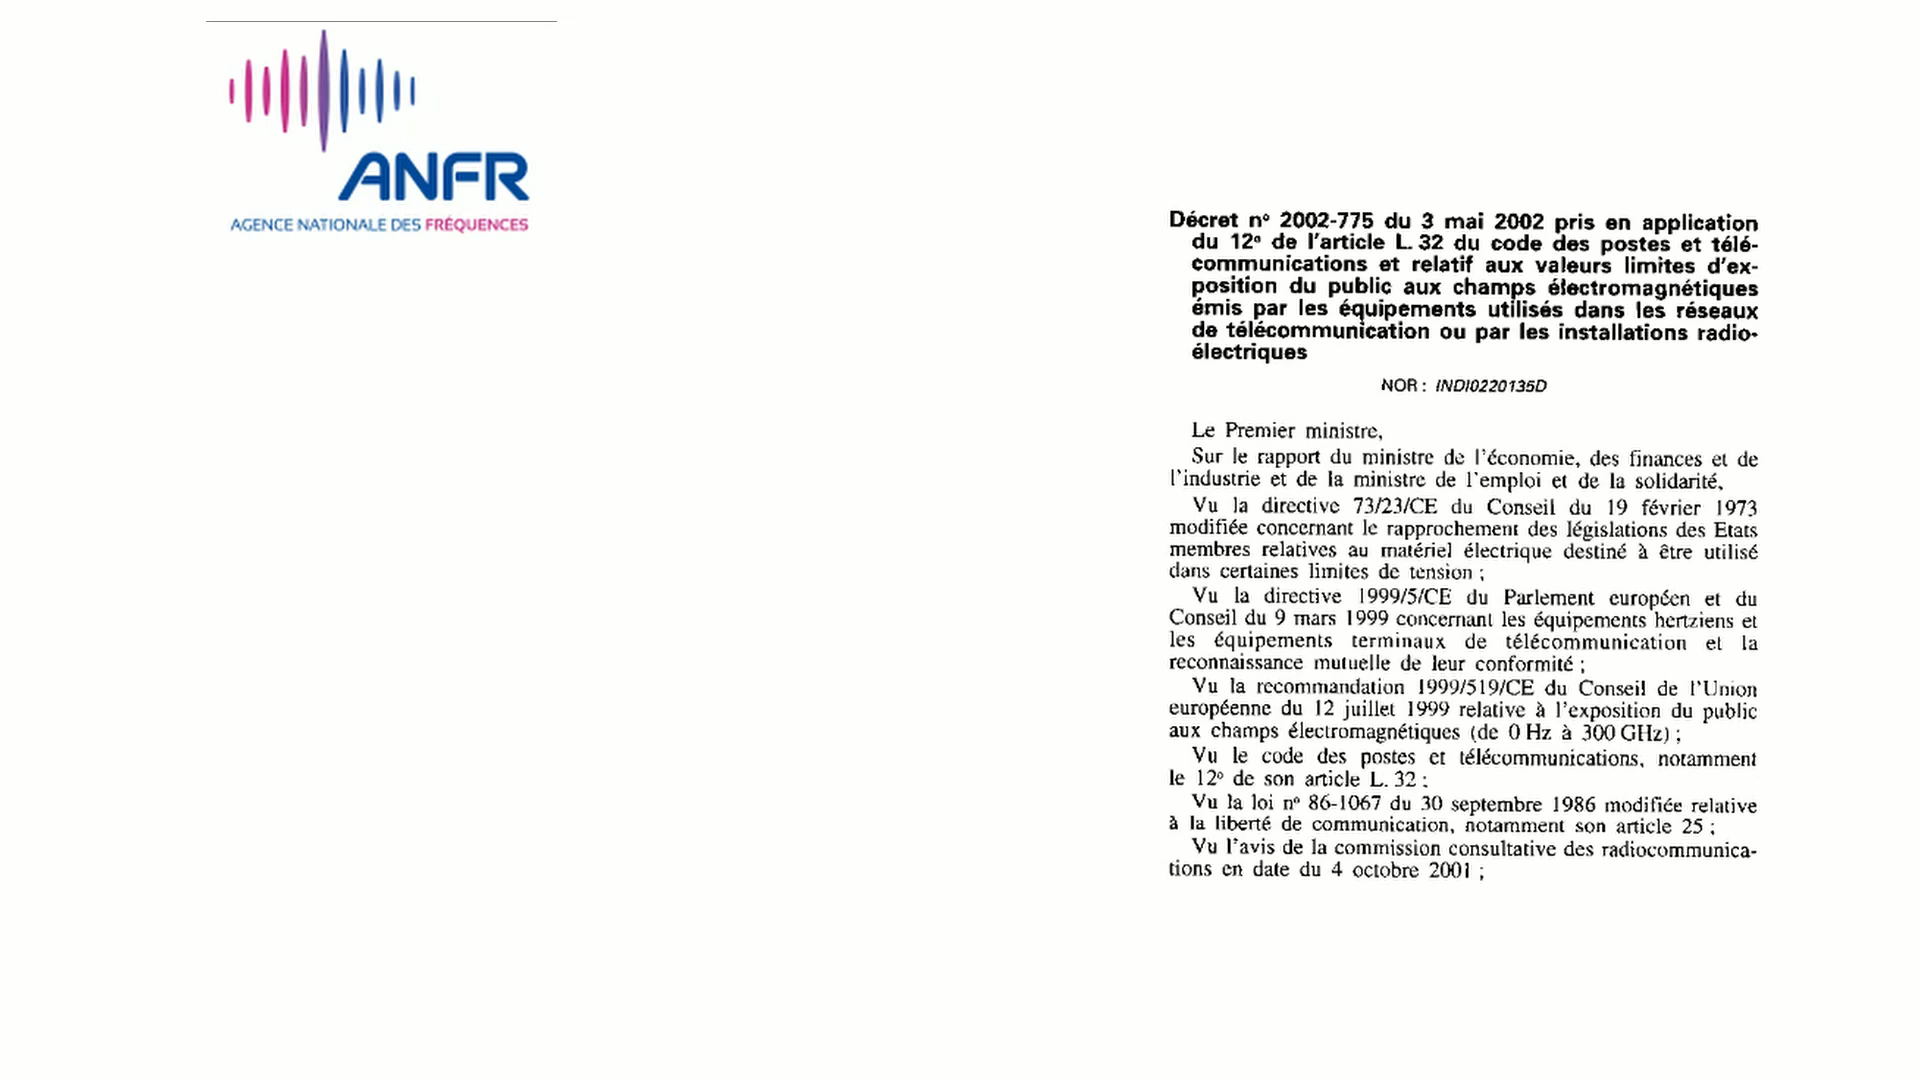 ANFR
AGENCE NATIONALE DES FRÉQUENCES
Décret nº 2002-775 du 3 mai 2002 pris en application
du 12º de l'article L. 32 du code des postes et télé-
communications et relatif aux valeurs limites d'ex-
position du public aux champs électromagnétiques
émis par les équipements utilisés dans les réseaux
de télécommunication ou par les installations radio-
électriques
NOR : INDI0220135D
Le Premier ministre,
Sur le rapport du ministre de l'économie, des finances et de
l'industrie et de la ministre de l'emploi et de la solidarité,
Vu la directive 73/23/CE du Conseil du 19 février 1973
modifiée concernant le rapprochement des législations des Etats
membres relatives au matériel électrique destiné à être utilisé
dans certaines limites de tension ;
Vu la directive 1999/5/CE du Parlement européen et du
Conseil du 9 mars 1999 concernant les équipements hertziens et
les équipements terminaux de télécommunication et la
reconnaissance mutuelle de leur conformité ;
Vu la recommandation 1999/519/CE du Conseil de l'Union
européenne du 12 juillet 1999 relative à l'exposition du public
aux champs électromagnétiques (de 0 Hz à 300 GHz) ;
Vu le code des postes et télécommunications, notamment
le 12º de son article L. 32 ;
Vu la loi nº 86-1067 du 30 septembre 1986 modifiée relative
à la liberté de communication, notamment son article 25 ;
Vu l'avis de la commission consultative des radiocommunica-
tions en date du 4 octobre 2001 ;